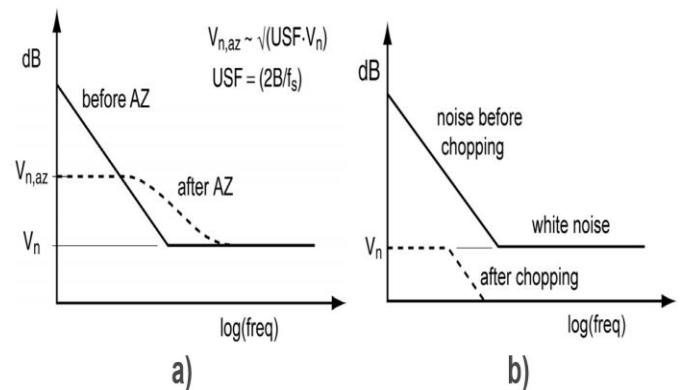 dB
V_n,az ~ √(USF·V_n)
USF = (2B/f_s)
before AZ
V_n,az
after AZ
V_n
log(freq)
a)
dB
noise before
chopping
white noise
V_n
after chopping
log(freq)
b)